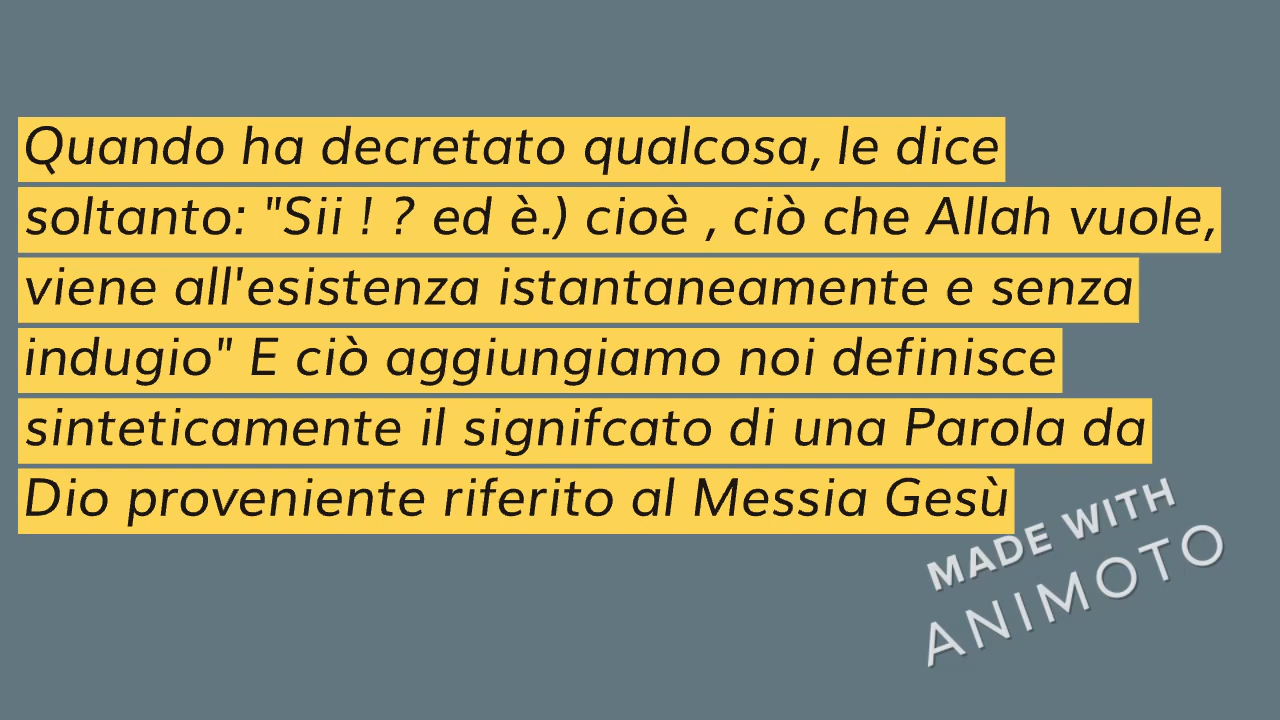 Quando ha decretato qualcosa, le dice
soltanto: "Sii ! ? ed è.) cioè , ciò che Allah vuole,
viene all'esistenza istantaneamente e senza
indugio" E ciò aggiungiamo noi definisce
sinteticamente il signifcato di una Parola da
Dio proveniente riferito al Messia Gesù
MADE WITH
ANIMOTO